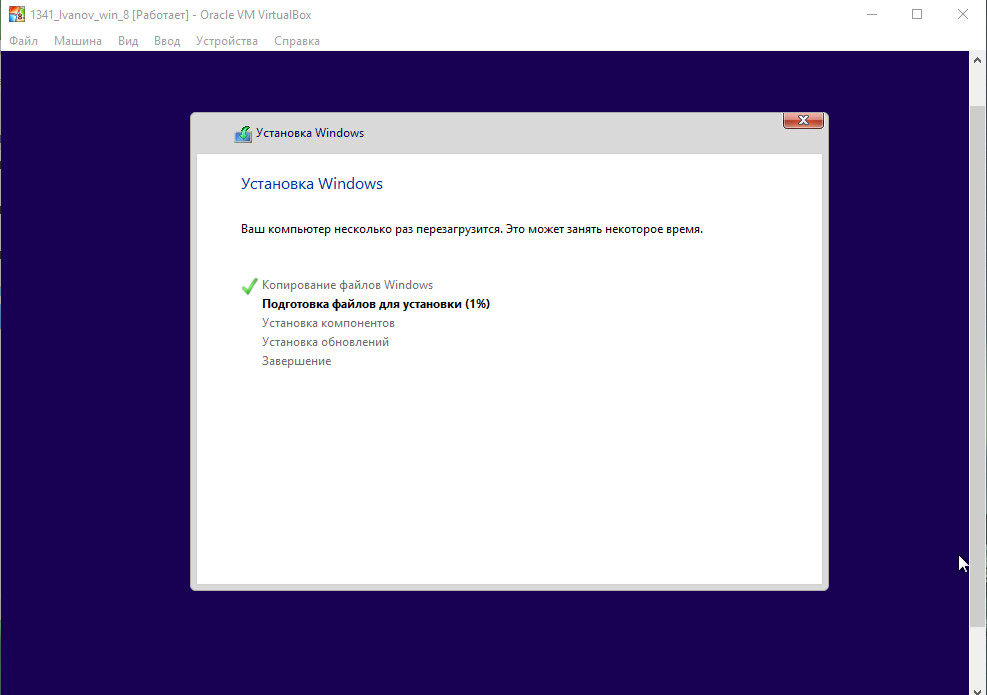 1341_Ivanov_win_8 [Работает] - Oracle VM VirtualBox
Файл Машина Вид Ввод Устройства Справка
Установка Windows
Установка Windows
Ваш компьютер несколько раз перезагрузится. Это может занять некоторое время.
Копирование файлов Windows
Подготовка файлов для установки (1%)
Установка компонентов
Установка обновлений
Завершение